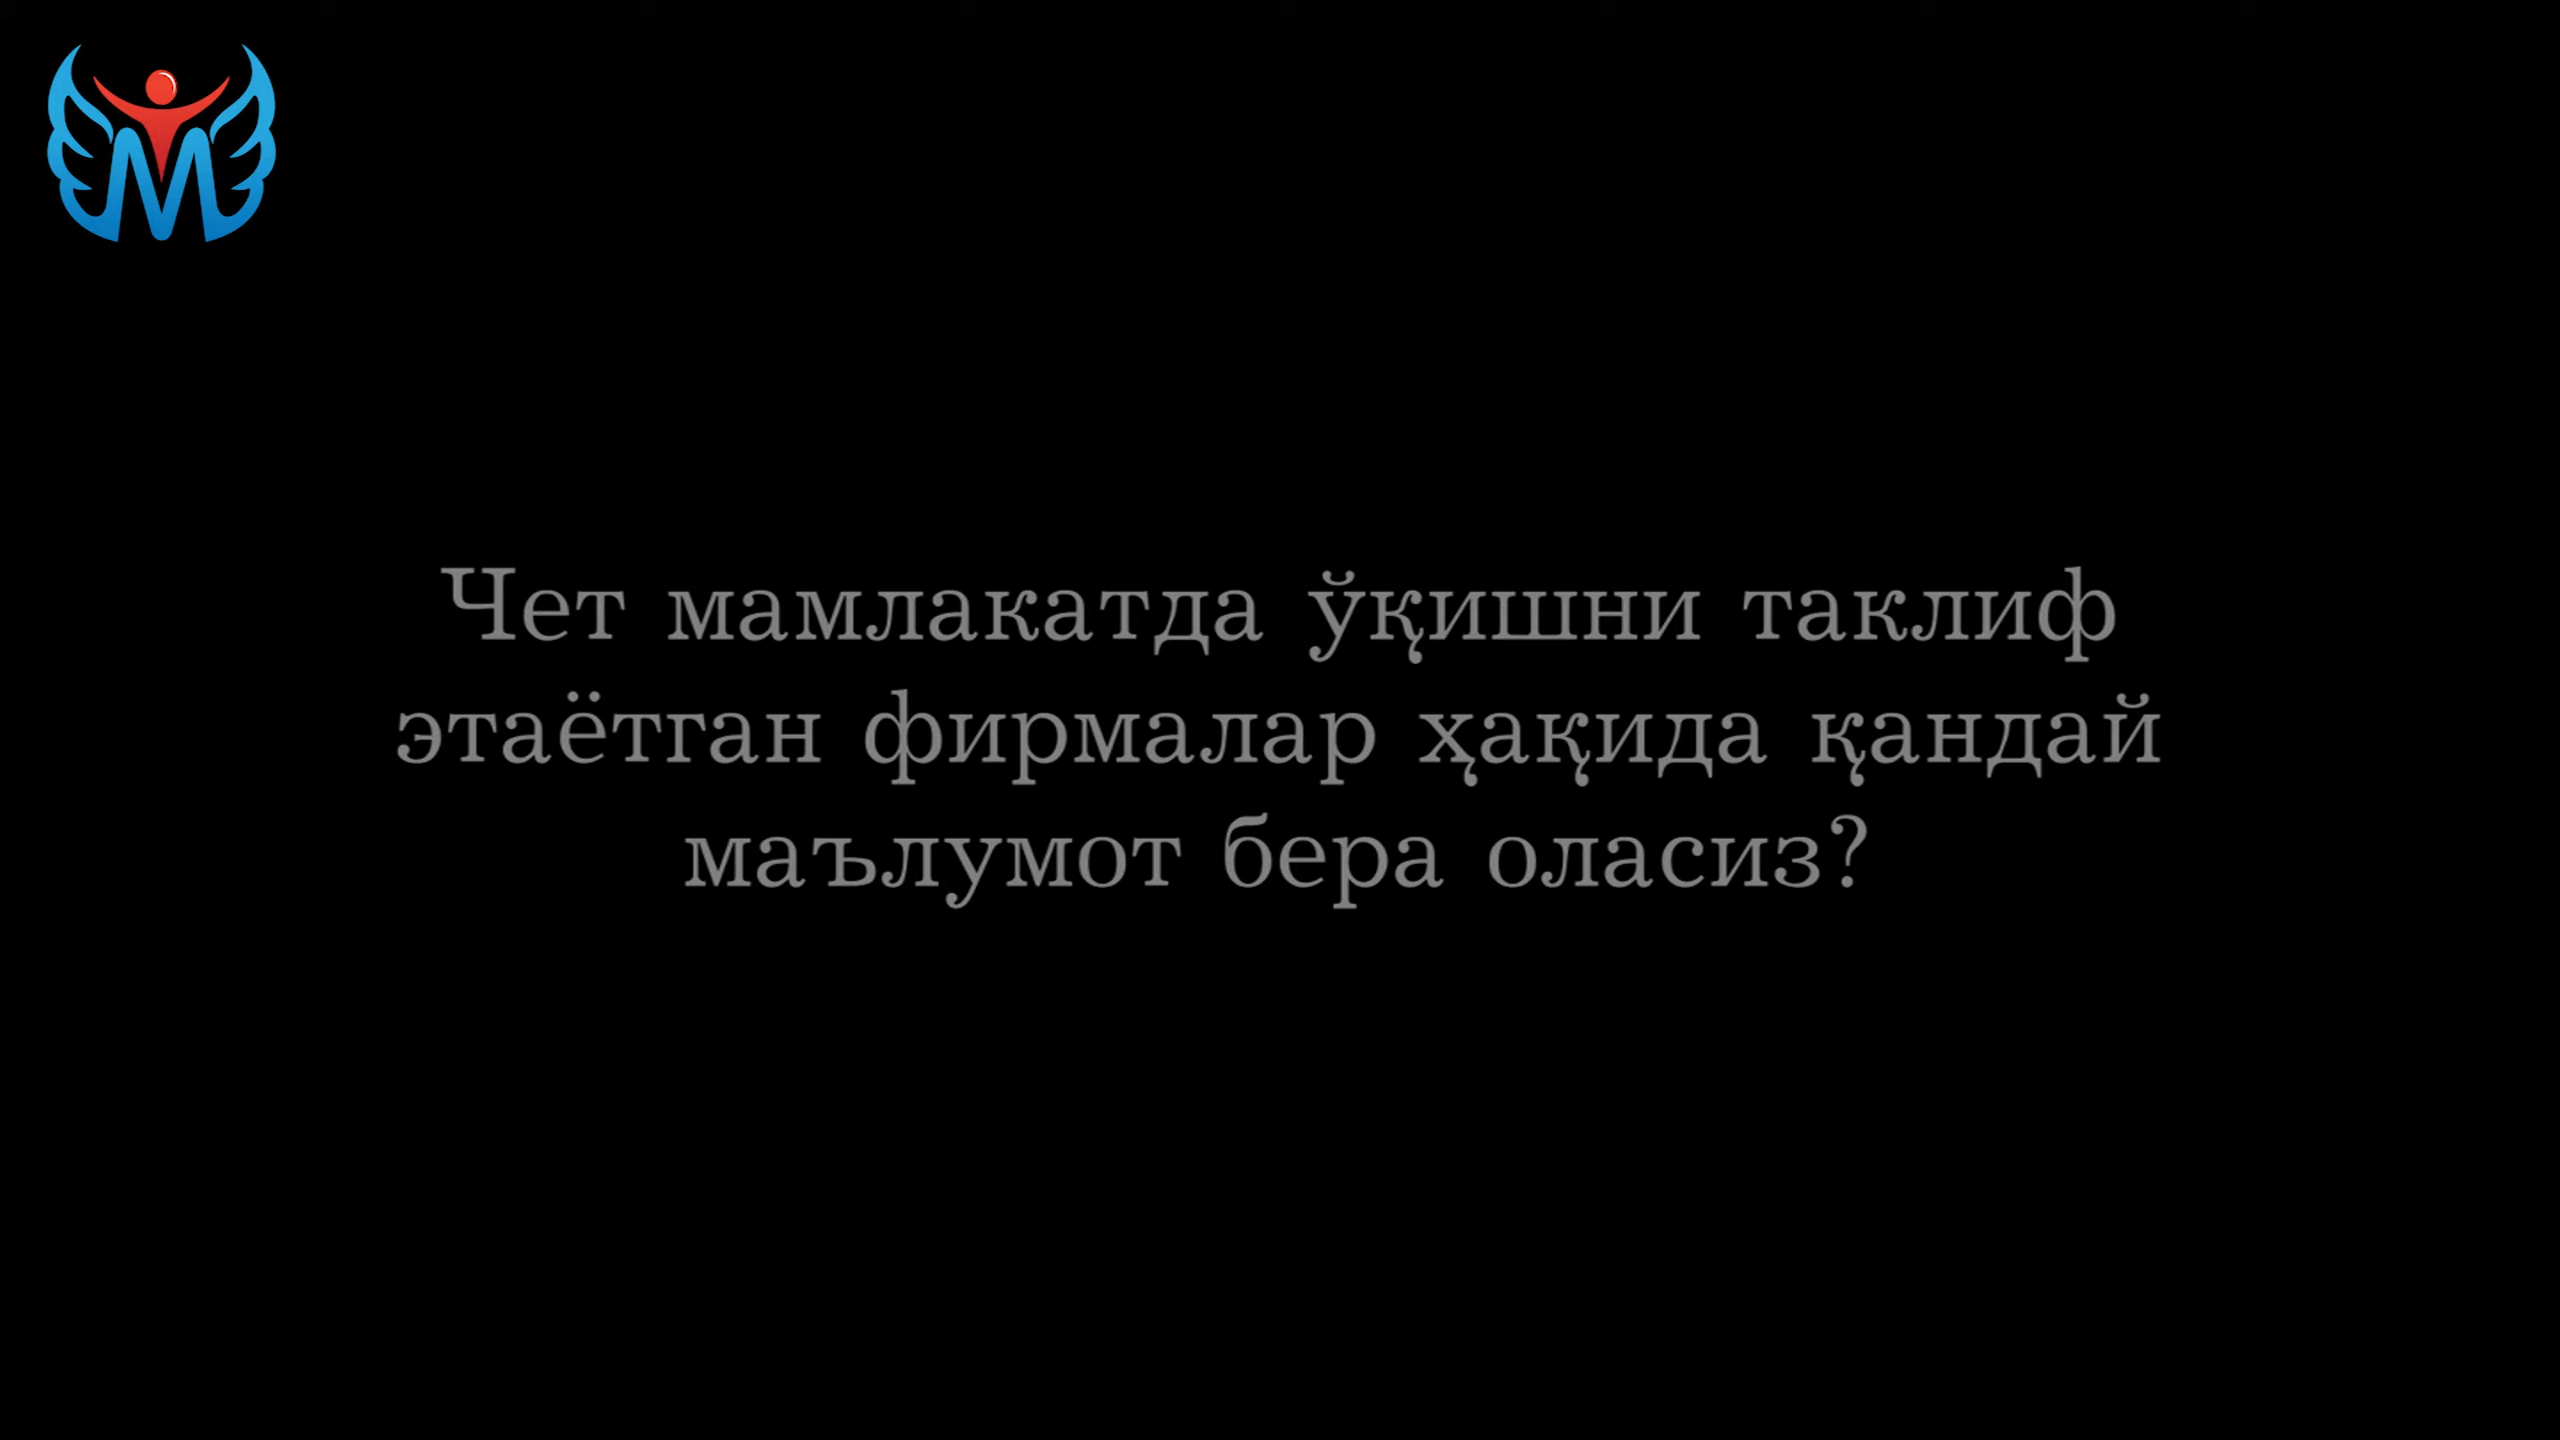 Чет мамлакатда ўқишни таклиф
этаётган фирмалар ҳақида қандай
маълумот бера оласиз?